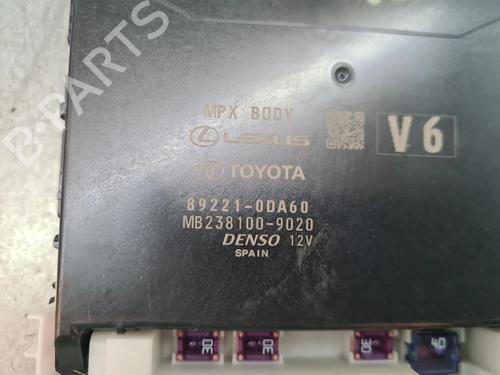 B-PARTS
MPX BODY
LEXUS
V6
TOYOTA
89221-0DA60
MB238100-9020
DENSO 12V
SPAIN
30
30
30
40